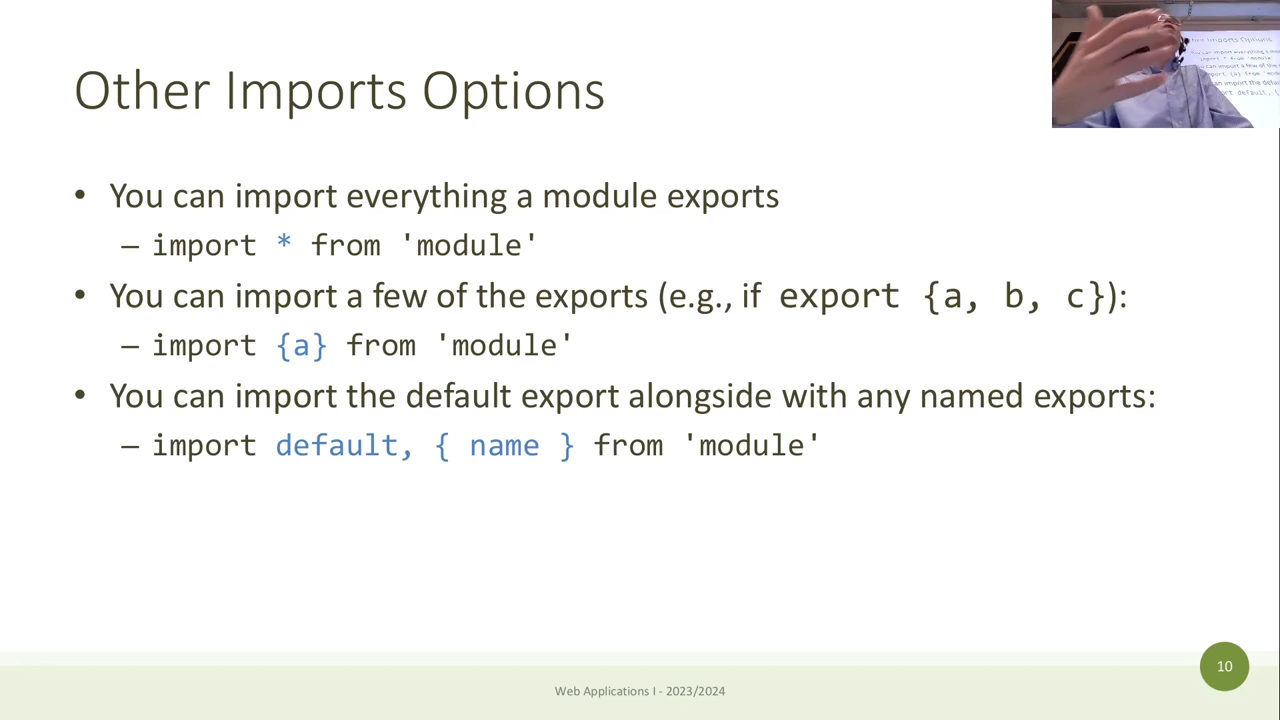 Other Imports Options
• You can import everything a module exports
– import * from 'module'
• You can import a few of the exports (e.g., if export {a, b, c}):
– import {a} from 'module'
• You can import the default export alongside with any named exports:
– import default, { name } from 'module'
10
Web Applications I - 2023/2024